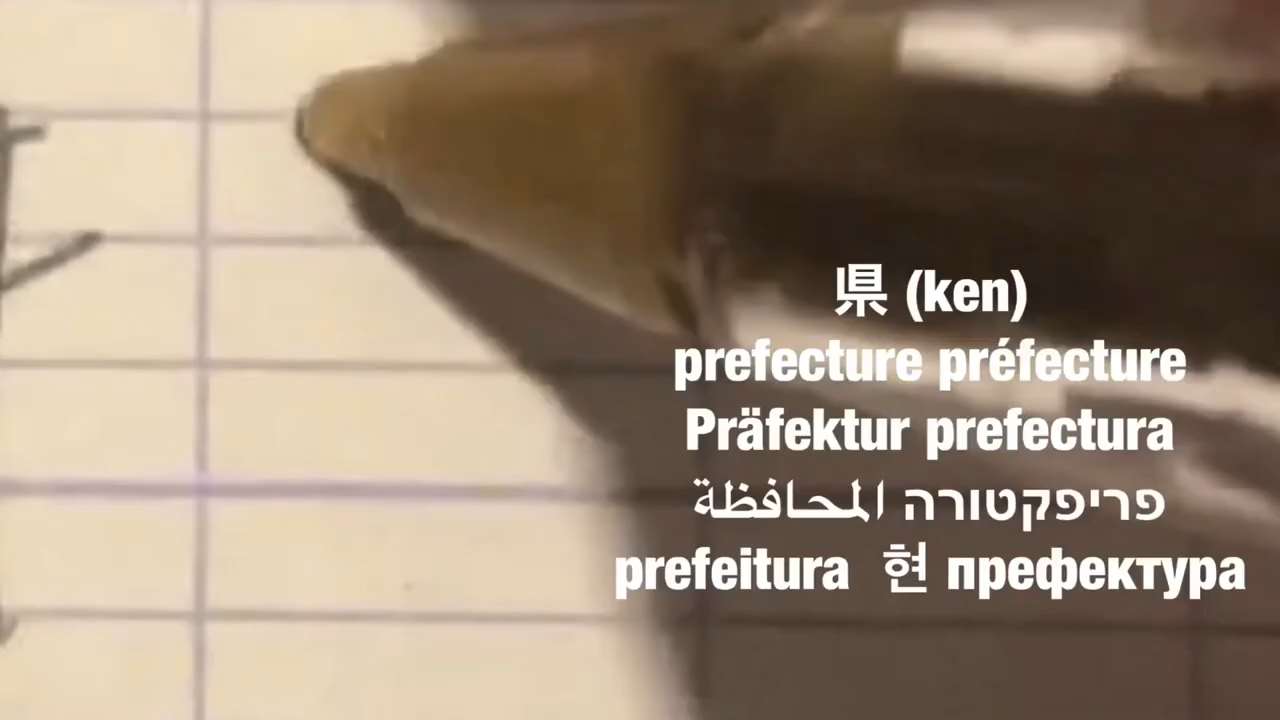 県 (ken)
prefecture préfecture
Präfektur prefectura
פריפקטורה المحافظة
prefeitura 현 префектура